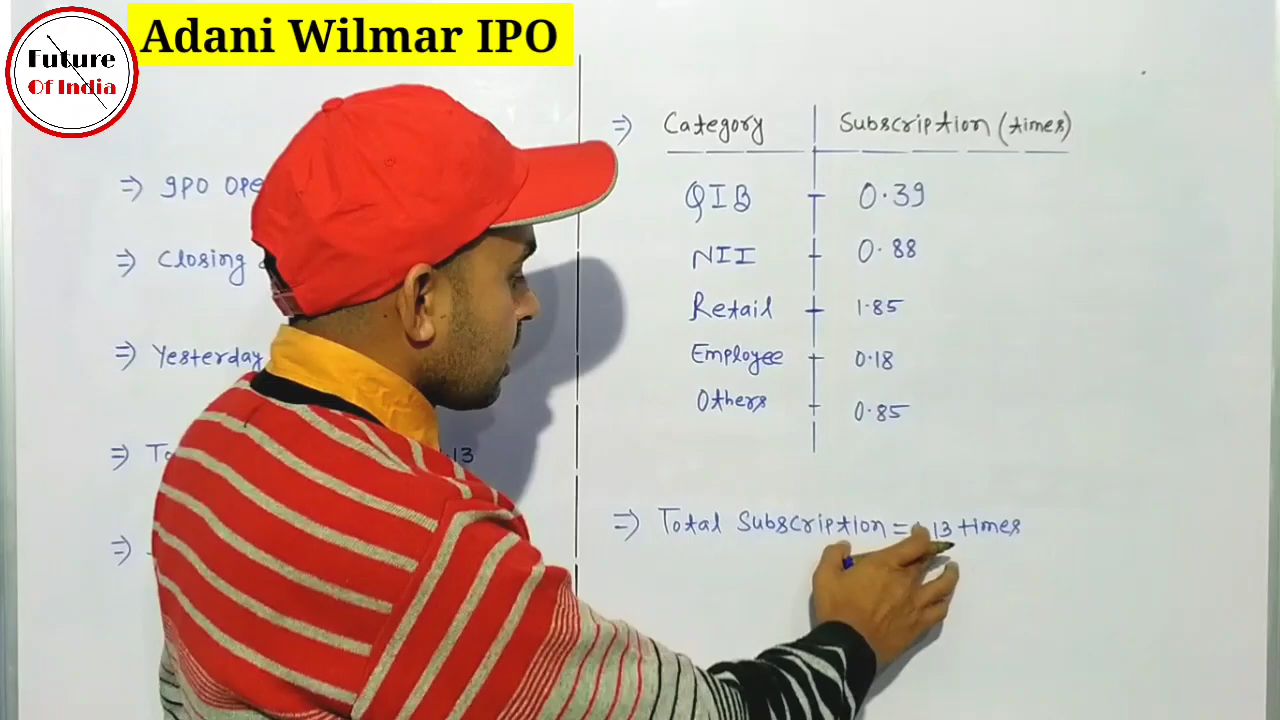 Adani Wilmar IPO
Future
Of India
⇒ IPO Ope
⇒ Closing
⇒ Yesterday
⇒ To
13
⇒
⇒ Category Subscription (times)
QIB 0.39
NII 0.88
Retail 1.85
Employee 0.18
Others 0.85
⇒ Total Subscription = 13 times